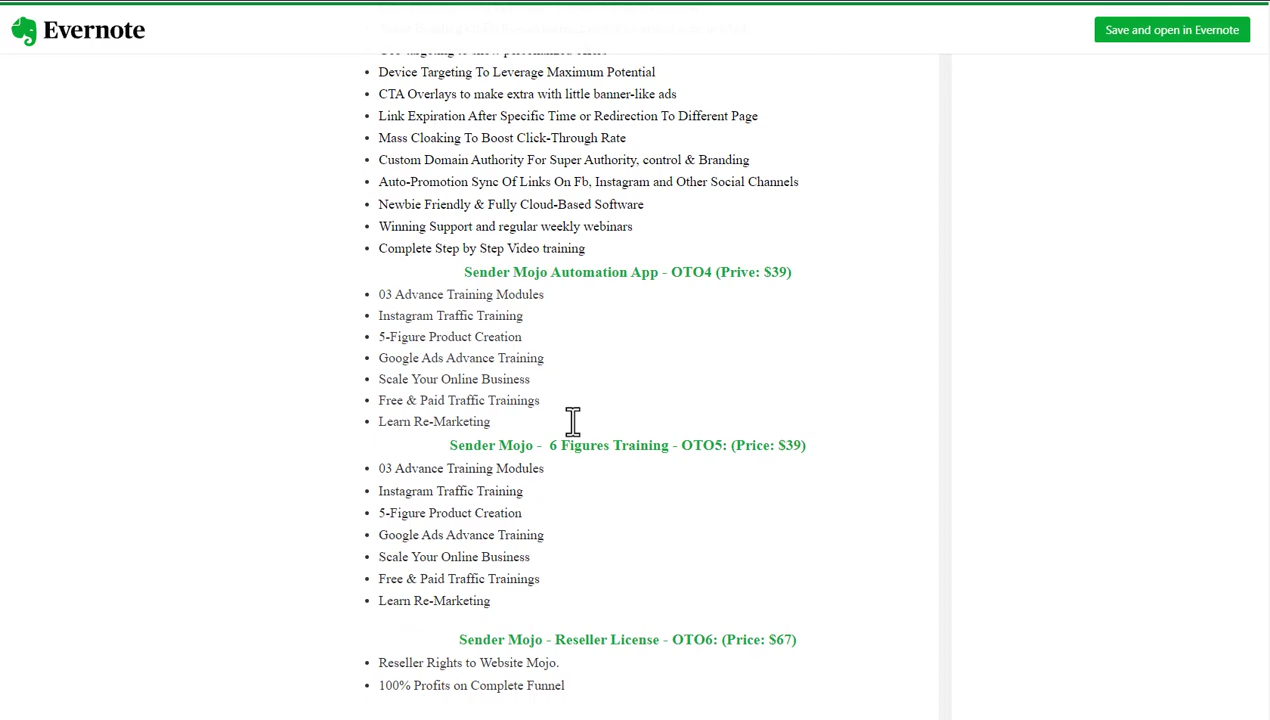 Evernote
Save and open in Evernote
Device Targeting To Leverage Maximum Potential
CTA Overlays to make extra with little banner-like ads
Link Expiration After Specific Time or Redirection To Different Page
Mass Cloaking To Boost Click-Through Rate
Custom Domain Authority For Super Authority, control & Branding
Auto-Promotion Sync Of Links On Fb, Instagram and Other Social Channels
Newbie Friendly & Fully Cloud-Based Software
Winning Support and regular weekly webinars
Complete Step by Step Video training
Sender Mojo Automation App - OTO4 (Prive: $39)
03 Advance Training Modules
Instagram Traffic Training
5-Figure Product Creation
Google Ads Advance Training
Scale Your Online Business
Free & Paid Traffic Trainings
Learn Re-Marketing
Sender Mojo - 6 Figures Training - OTO5: (Price: $39)
03 Advance Training Modules
Instagram Traffic Training
5-Figure Product Creation
Google Ads Advance Training
Scale Your Online Business
Free & Paid Traffic Trainings
Learn Re-Marketing
Sender Mojo - Reseller License - OTO6: (Price: $67)
Reseller Rights to Website Mojo.
100% Profits on Complete Funnel